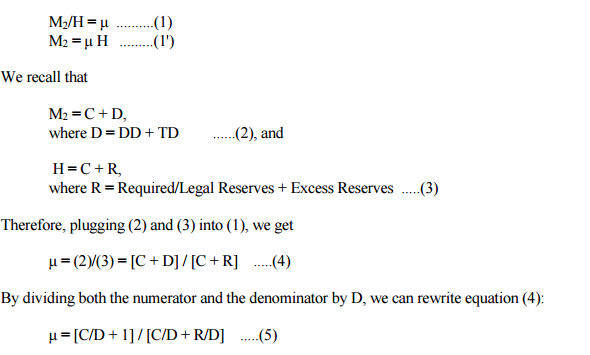 M₂/H = μ ..........(1)
M₂ = μ H .........(1')
We recall that
M₂ = C + D,
where D = DD + TD ......(2), and
H = C + R,
where R = Required/Legal Reserves + Excess Reserves .....(3)
Therefore, plugging (2) and (3) into (1), we get
μ = (2)/(3) = [C + D] / [C + R] .....(4)
By dividing both the numerator and the denominator by D, we can rewrite equation (4):
μ = [C/D + 1] / [C/D + R/D] .....(5)